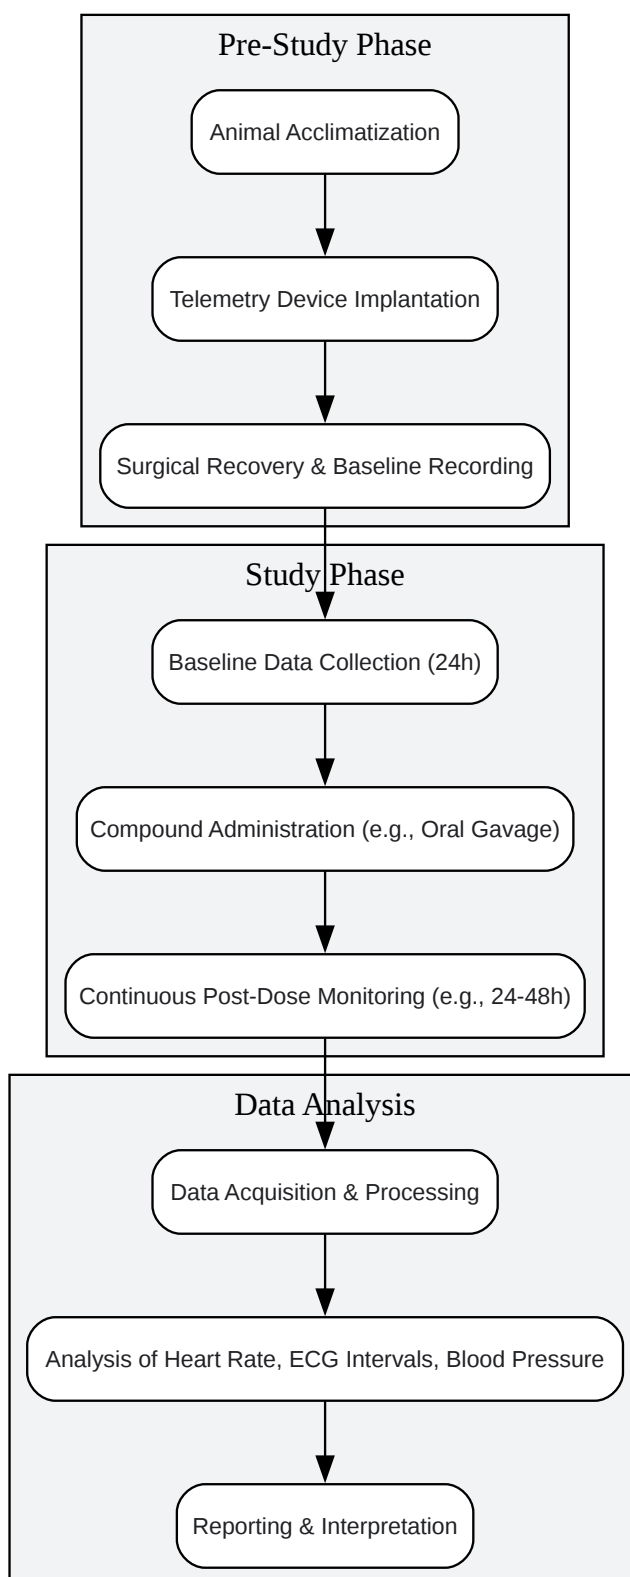 Pre-Study Phase
Animal Acclimatization
Telemetry Device Implantation
Surgical Recovery & Baseline Recording
Study Phase
Baseline Data Collection (24h)
Compound Administration (e.g., Oral Gavage)
Continuous Post-Dose Monitoring (e.g., 24-48h)
Data Analysis
Data Acquisition & Processing
Analysis of Heart Rate, ECG Intervals, Blood Pressure
Reporting & Interpretation